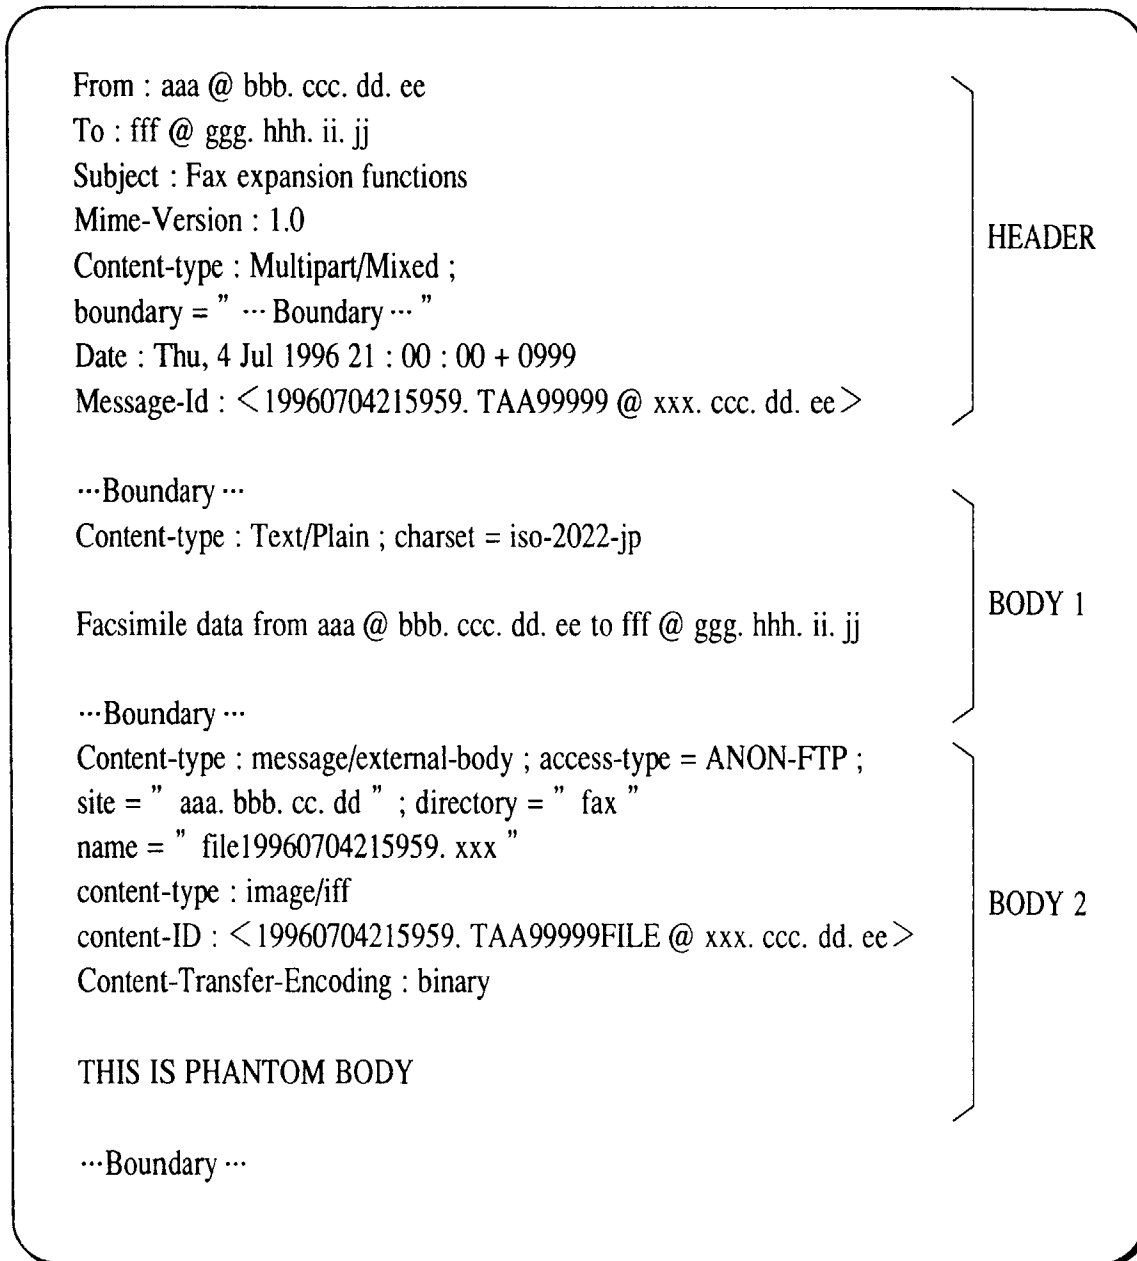 From : aaa @ bbb. ccc. dd. ee
To : fff @ ggg. hhh. ii. jj
Subject : Fax expansion functions
Mime-Version : 1.0
Content-type : Multipart/Mixed ;
boundary = ” ··· Boundary ··· ”
Date : Thu, 4 Jul 1996 21 : 00 : 00 + 0999
Message-Id : <19960704215959. TAA99999 @ xxx. ccc. dd. ee>
HEADER
···Boundary ···
Content-type : Text/Plain ; charset = iso-2022-jp
Facsimile data from aaa @ bbb. ccc. dd. ee to fff @ ggg. hhh. ii. jj
BODY 1
···Boundary ···
Content-type : message/external-body ; access-type = ANON-FTP ;
site = ” aaa. bbb. cc. dd ” ; directory = ” fax ”
name = ” file19960704215959. xxx ”
content-type : image/iff
content-ID : <19960704215959. TAA99999FILE @ xxx. ccc. dd. ee>
Content-Transfer-Encoding : binary
THIS IS PHANTOM BODY
BODY 2
···Boundary ···